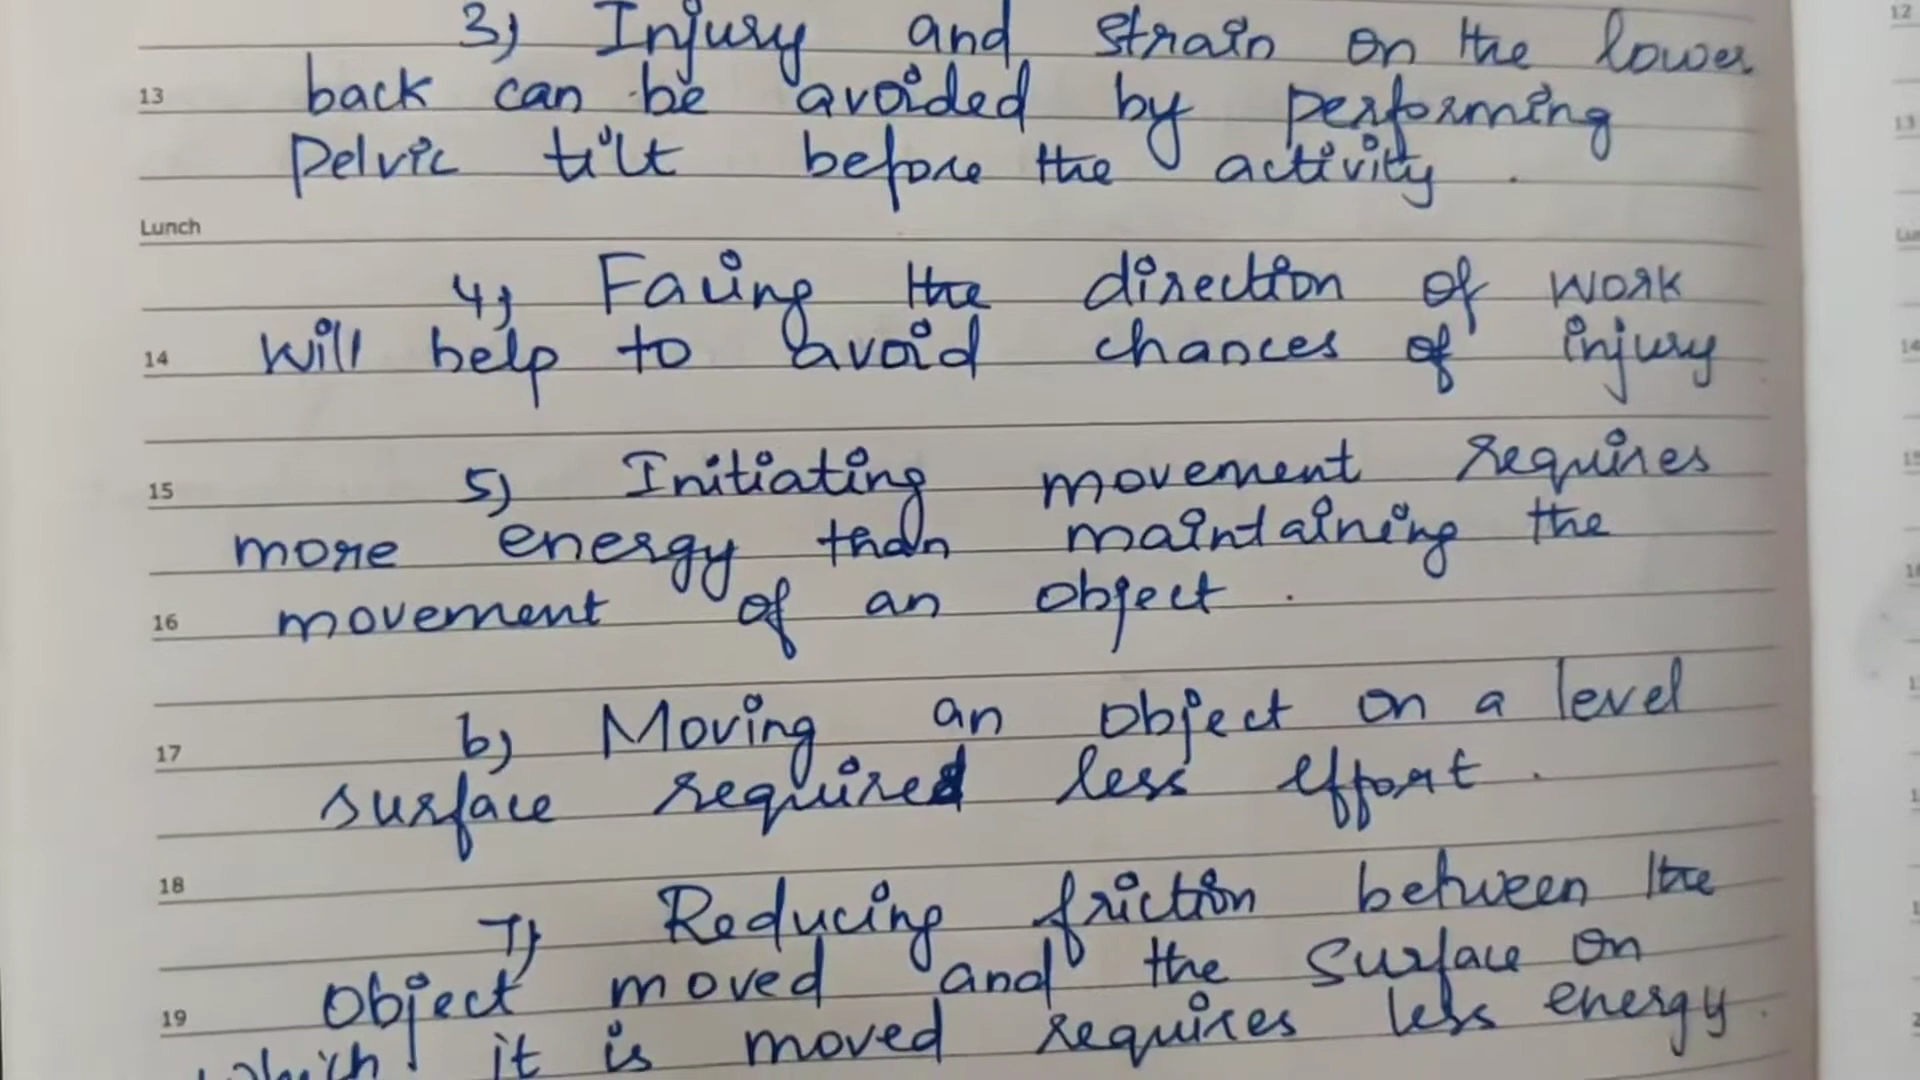 3) Injury and strain on the lower
13 back can be avoided by performing
Pelvic tilt before the activity .
Lunch
4) Facing the direction of work
14 will help to avoid chances of injury
5) Initiating movement requires
15
more energy than maintaining the
16 movement of an object .
6) Moving an object on a level
17
surface required less effort .
18
7) Reducing friction between the
object moved and the surface on
19
which it is moved requires less energy .
12
13